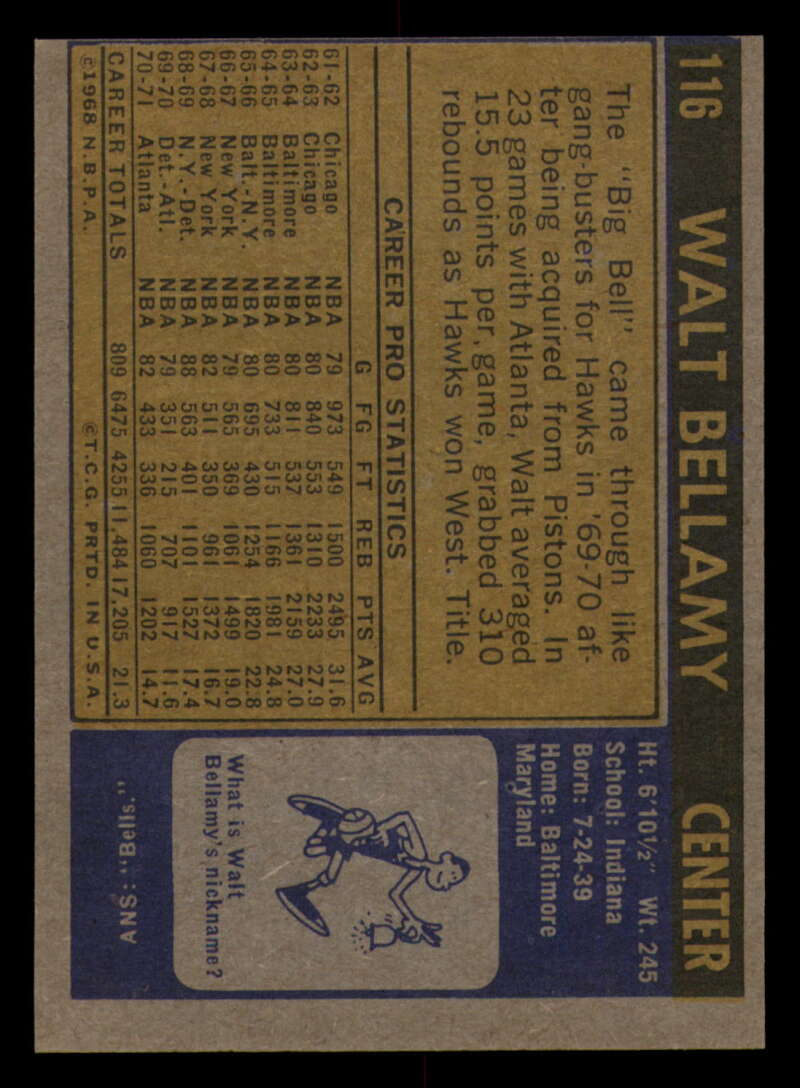 116 WALT BELLAMY CENTER
The "Big Bell" came through like
gang-busters for Hawks in '69-70 af-
ter being acquired from Pistons. In
23 games with Atlanta, Walt averaged
15.5 points per game, grabbed 310
rebounds as Hawks won West. Title.
CAREER PRO STATISTICS
G FG FT REB PTS AVG
61-62 Chicago NBA 79 973 549 1500 2495 31.6
62-63 Chicago NBA 80 840 553 1310 2233 27.9
63-64 Baltimore NBA 80 811 537 1361 2159 27.0
64-65 Baltimore NBA 80 733 515 1166 1981 24.8
65-66 Balt.-N.Y. NBA 80 695 430 1254 1820 22.8
66-67 New York NBA 79 565 369 1061 1499 19.0
67-68 New York NBA 82 511 350 961 1372 16.7
68-69 N.Y.-Det. NBA 88 563 401 1101 1527 17.4
69-70 Det.-Atl. NBA 79 351 215 707 917 11.6
70-71 Atlanta NBA 82 433 336 1060 1202 14.7
CAREER TOTALS 809 6475 4255 11,484 17,205 21.3
©1968 N.B.P.A. ©T.C.G. PRTD. IN U.S.A.
Ht. 6'10½" Wt. 245
School: Indiana
Born: 7-24-39
Home: Baltimore
Maryland
What is Walt
Bellamy's nickname?
ANS: "Bells."